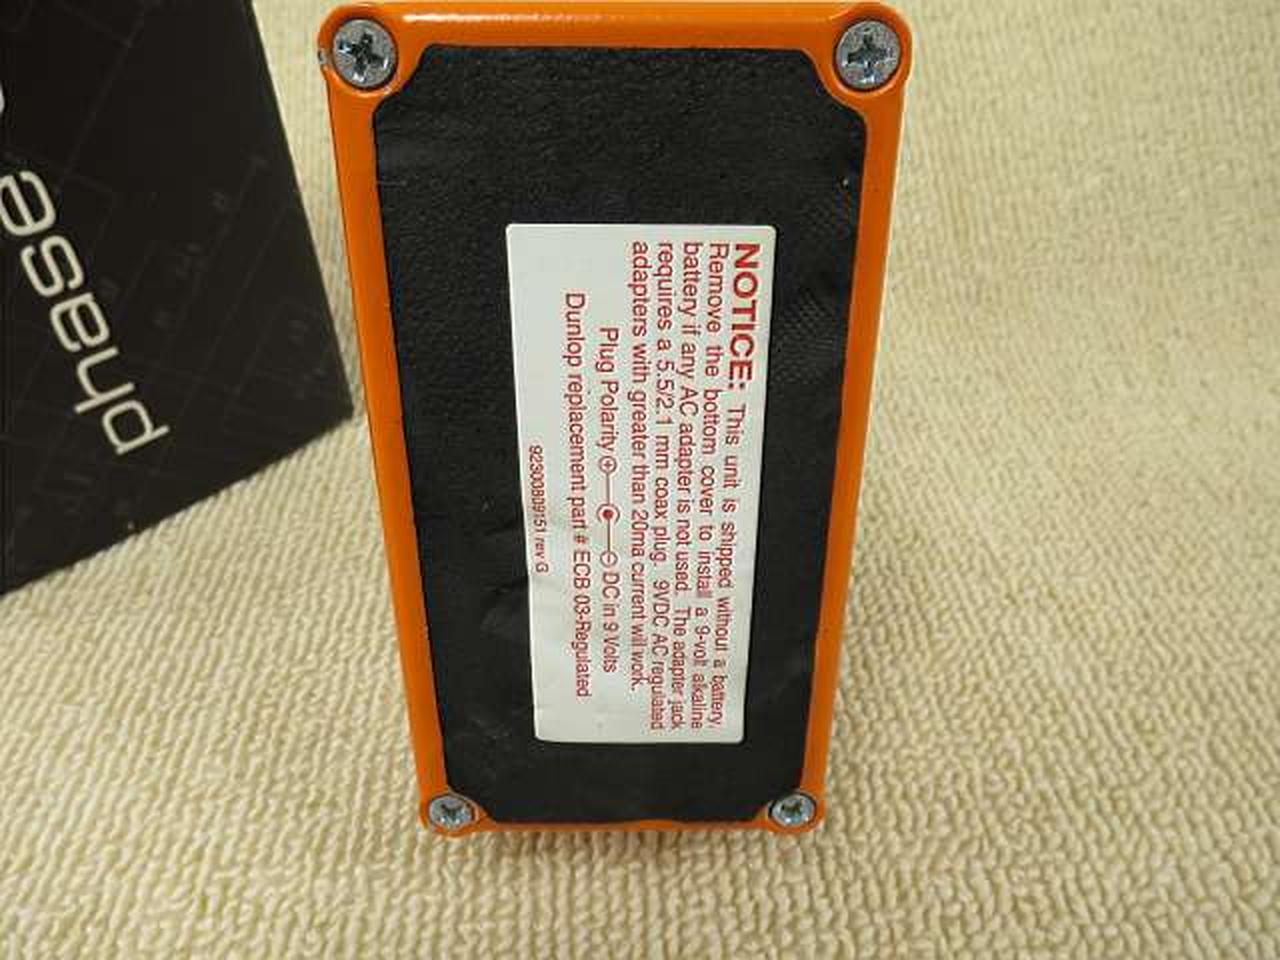 phase
NOTICE: This unit is shipped without a battery.
Remove the bottom cover to install a 9-volt alkaline
battery if any AC adapter is not used. The adapter jack
requires a 5.5/2.1 mm coax plug. 9VDC AC regulated
adapters with greater than 20ma current will work.
Plug Polarity + - DC in 9 Volts
Dunlop replacement part # ECB 03-Regulated
92300809151 rev G